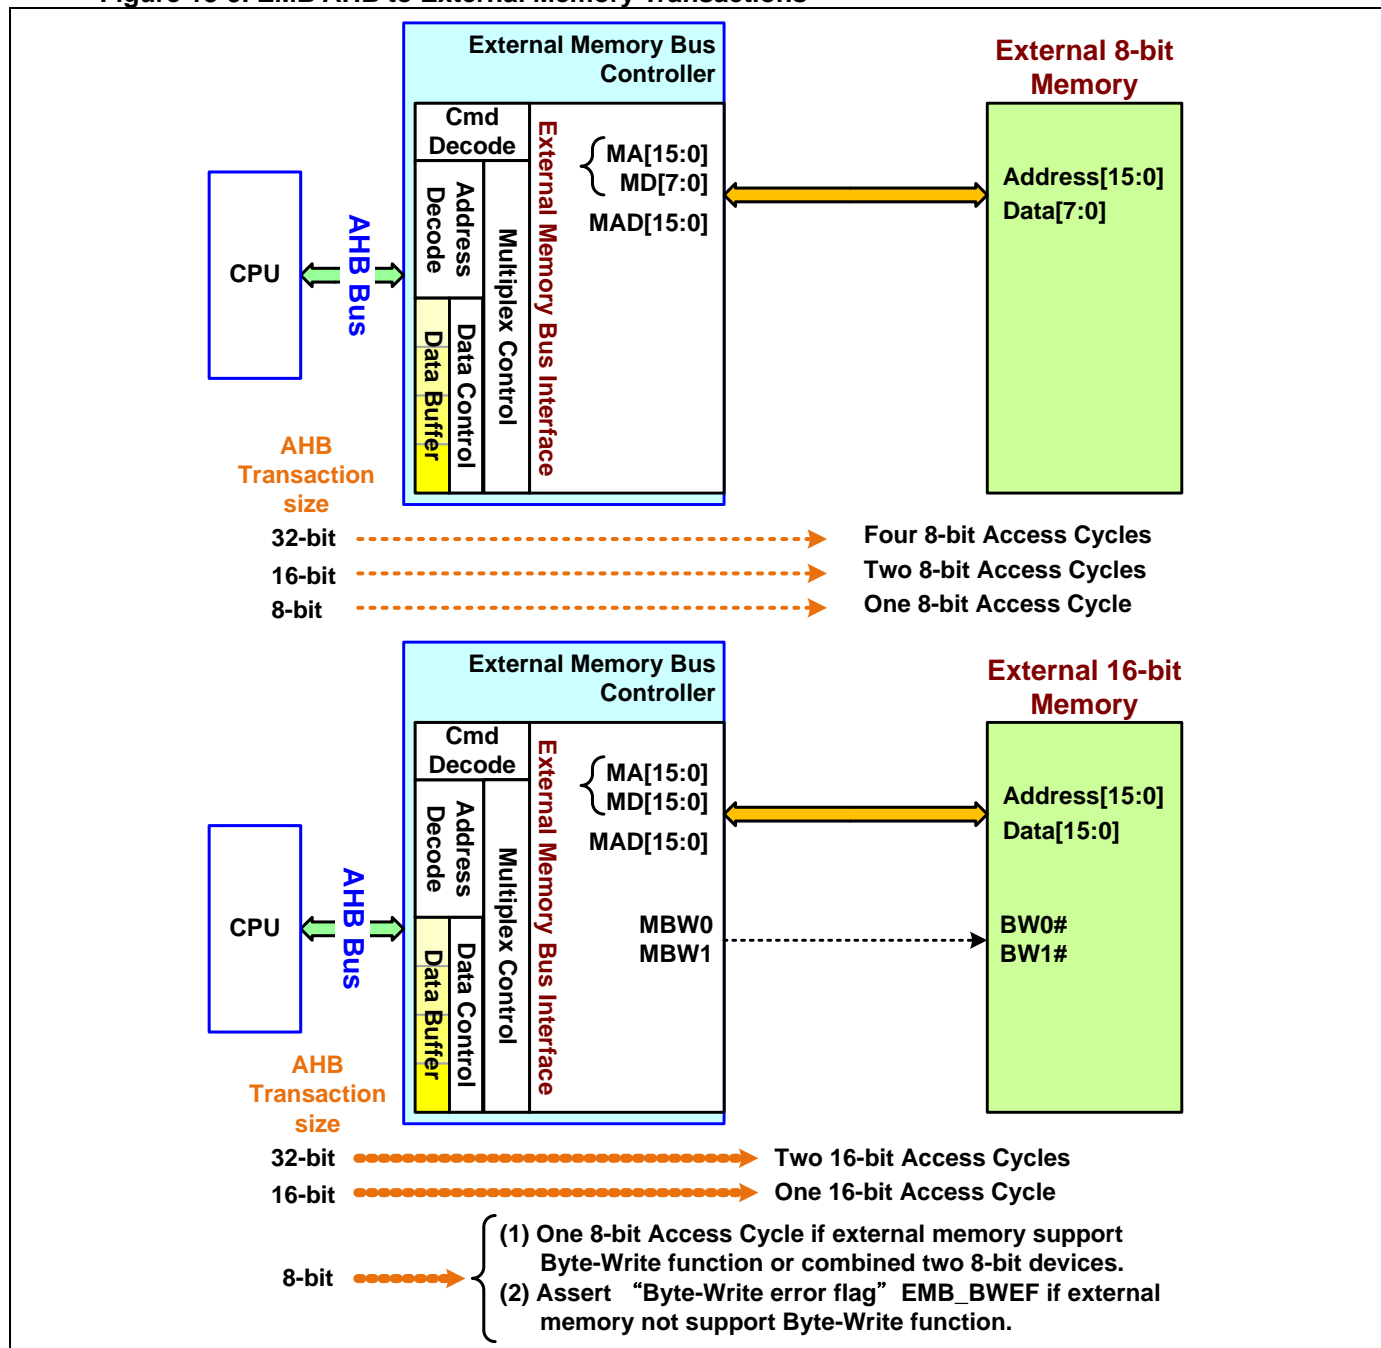 External Memory Bus
Controller
External 8-bit
Memory
Cmd
Decode
Address
Decode
Data Buffer
Data Control
Multiplex Control
External Memory Bus Interface
MA[15:0]
MD[7:0]
MAD[15:0]
Address[15:0]
Data[7:0]
CPU
AHB Bus
AHB
Transaction
size
32-bit Four 8-bit Access Cycles
16-bit Two 8-bit Access Cycles
8-bit One 8-bit Access Cycle
External Memory Bus
Controller
External 16-bit
Memory
Cmd
Decode
Address
Decode
Data Buffer
Data Control
Multiplex Control
External Memory Bus Interface
MA[15:0]
MD[15:0]
MAD[15:0]
MBW0
MBW1
Address[15:0]
Data[15:0]
BW0#
BW1#
CPU
AHB Bus
AHB
Transaction
size
32-bit Two 16-bit Access Cycles
16-bit One 16-bit Access Cycle
8-bit
(1) One 8-bit Access Cycle if external memory support
Byte-Write function or combined two 8-bit devices.
(2) Assert “Byte-Write error flag” EMB_BWEF if external
memory not support Byte-Write function.